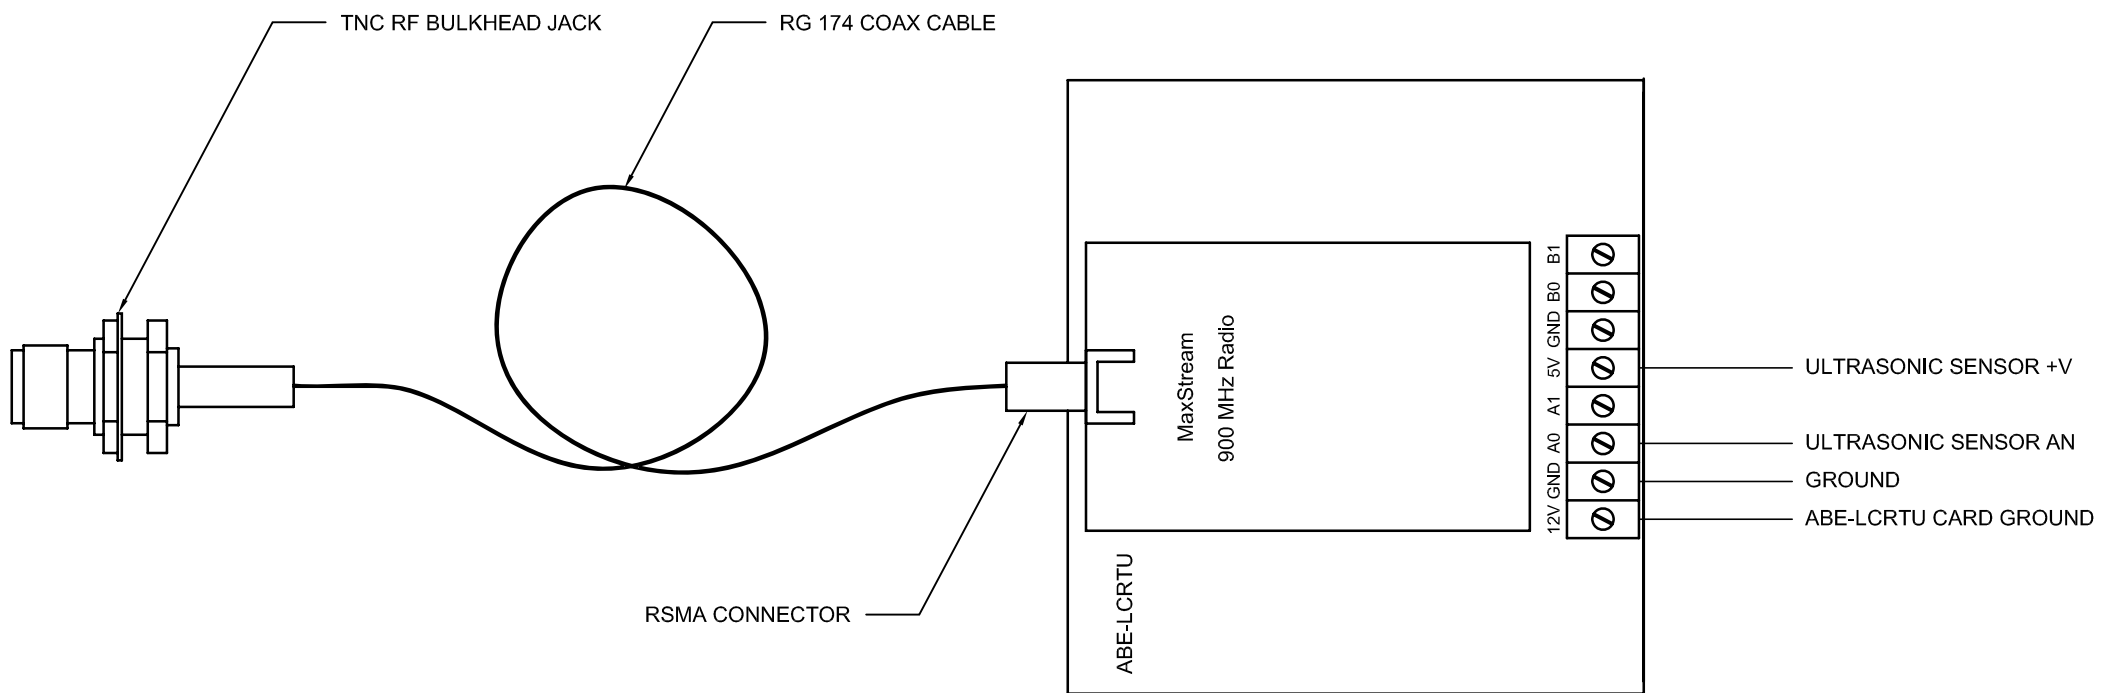 TNC RF BULKHEAD JACK
RG 174 COAX CABLE
MaxStream
900 MHz Radio
B1
B0
GND
5V
A1
A0
GND
12V
ULTRASONIC SENSOR +V
ULTRASONIC SENSOR AN
GROUND
ABE-LCRTU CARD GROUND
RSMA CONNECTOR
ABE-LCRTU